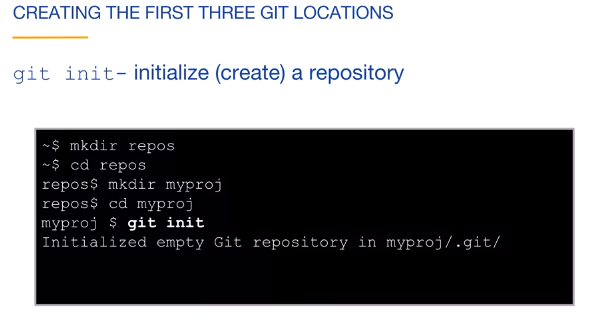 CREATING THE FIRST THREE GIT LOCATIONS
git init– initialize (create) a repository
~$ mkdir repos
~$ cd repos
repos$ mkdir myproj
repos$ cd myproj
myproj $ git init
Initialized empty Git repository in myproj/.git/